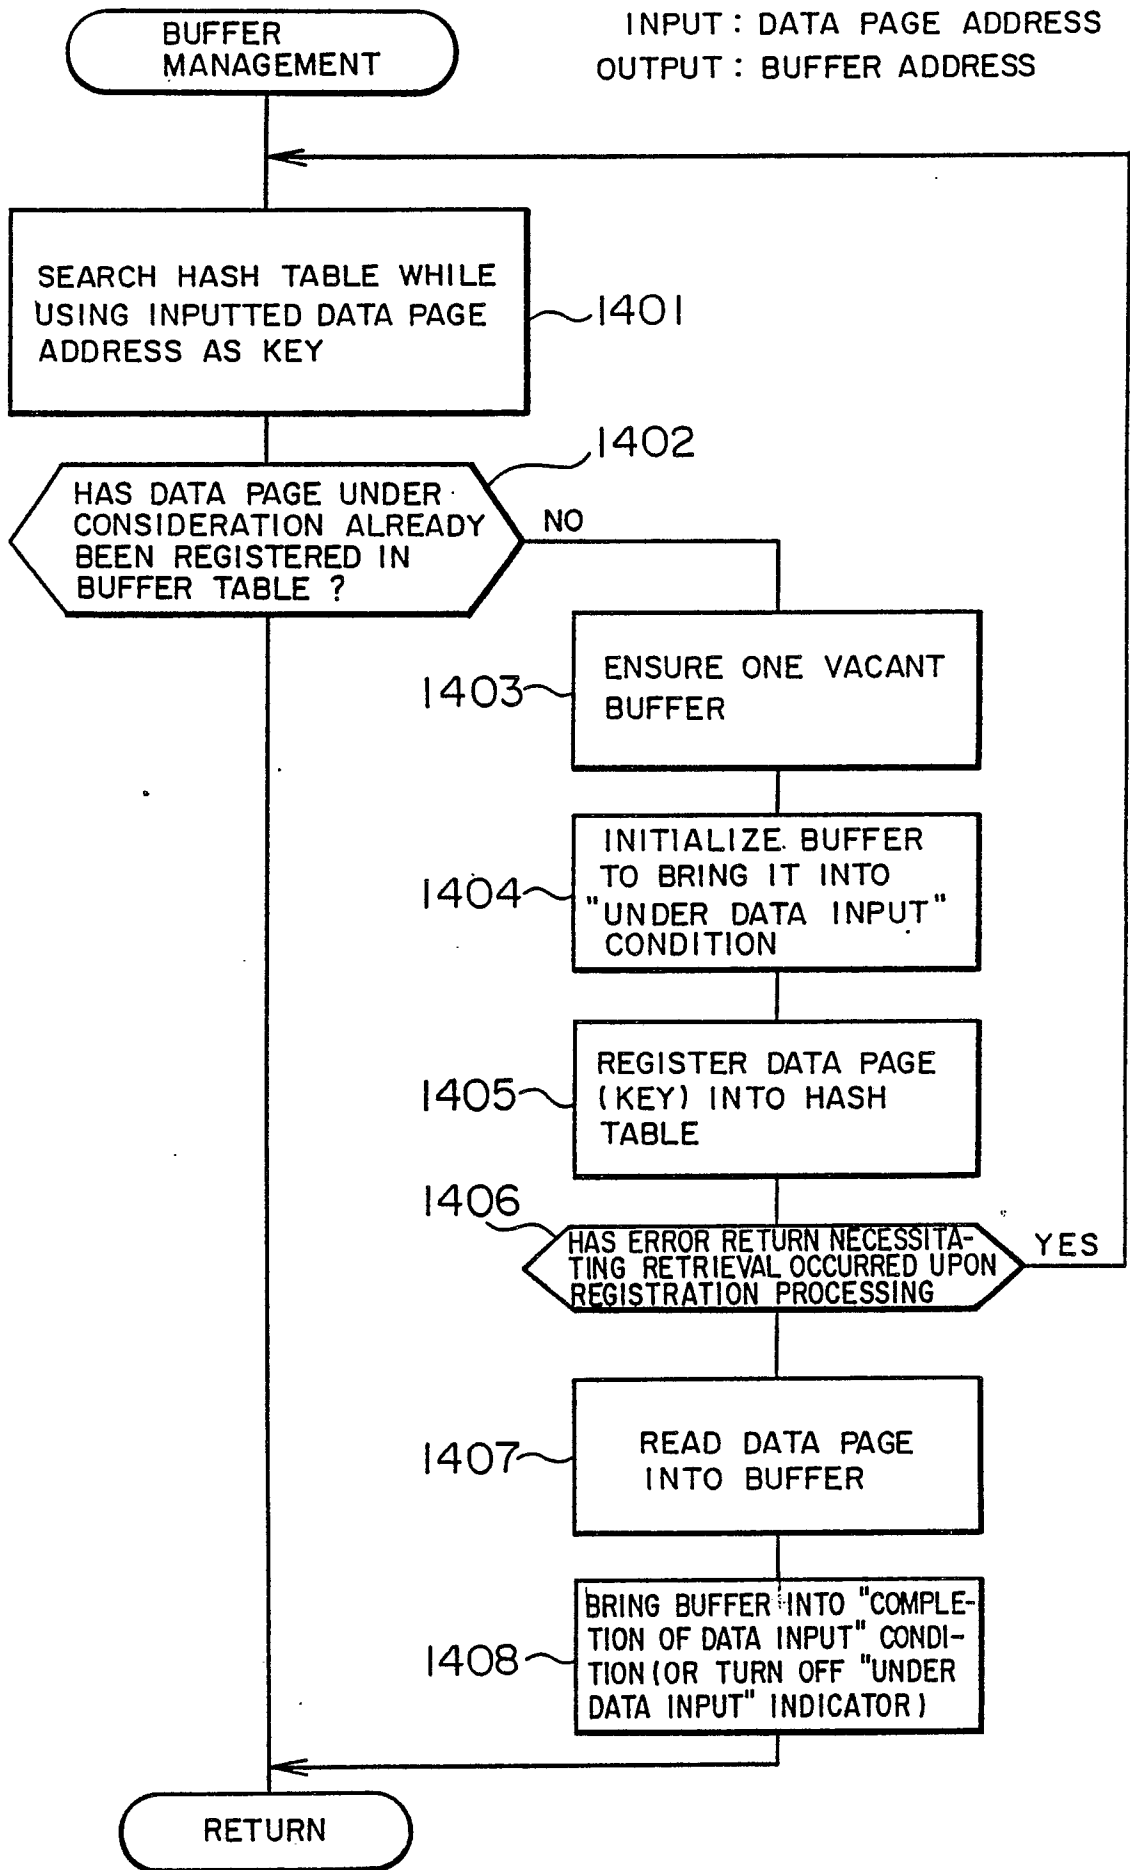 BUFFER
MANAGEMENT
INPUT : DATA PAGE ADDRESS
OUTPUT : BUFFER ADDRESS
SEARCH HASH TABLE WHILE
USING INPUTTED DATA PAGE
ADDRESS AS KEY
1401
1402
HAS DATA PAGE UNDER
CONSIDERATION ALREADY
BEEN REGISTERED IN
BUFFER TABLE ?
NO
1403
ENSURE ONE VACANT
BUFFER
1404
INITIALIZE BUFFER
TO BRING IT INTO
"UNDER DATA INPUT"
CONDITION
1405
REGISTER DATA PAGE
(KEY) INTO HASH
TABLE
1406
HAS ERROR RETURN NECESSITA-
TING RETRIEVAL OCCURRED UPON
REGISTRATION PROCESSING
YES
1407
READ DATA PAGE
INTO BUFFER
1408
BRING BUFFER INTO "COMPLE-
TION OF DATA INPUT" CONDI-
TION (OR TURN OFF "UNDER
DATA INPUT" INDICATOR)
RETURN